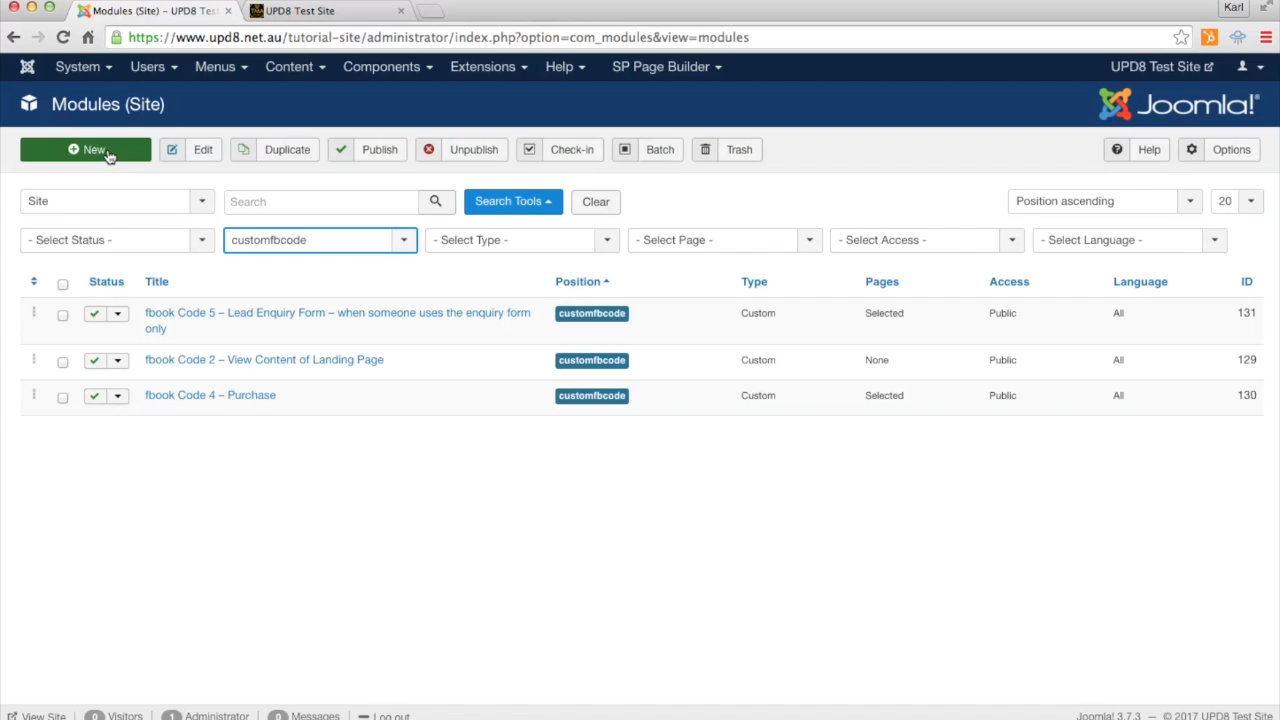 Modules (Site) – UPD8 Test
UPD8 Test Site
Karl
https://www.upd8.net.au/tutorial-site/administrator/index.php?option=com_modules&view=modules
System Users Menus Content Components Extensions Help SP Page Builder UPD8 Test Site
Modules (Site)
Joomla!®
New Edit Duplicate Publish Unpublish Check-in Batch Trash Help Options
Site Search Search Tools Clear Position ascending 20
- Select Status - customfbcode - Select Type - - Select Page - - Select Access - - Select Language -
Status Title Position Type Pages Access Language ID
fbook Code 5 – Lead Enquiry Form – when someone uses the enquiry form customfbcode Custom Selected Public All 131
only
fbook Code 2 – View Content of Landing Page customfbcode Custom None Public All 129
fbook Code 4 – Purchase customfbcode Custom Selected Public All 130
View Site 0 Visitors 1 Administrator 0 Messages Log out Joomla! 3.7.3 — © 2017 UPD8 Test Site